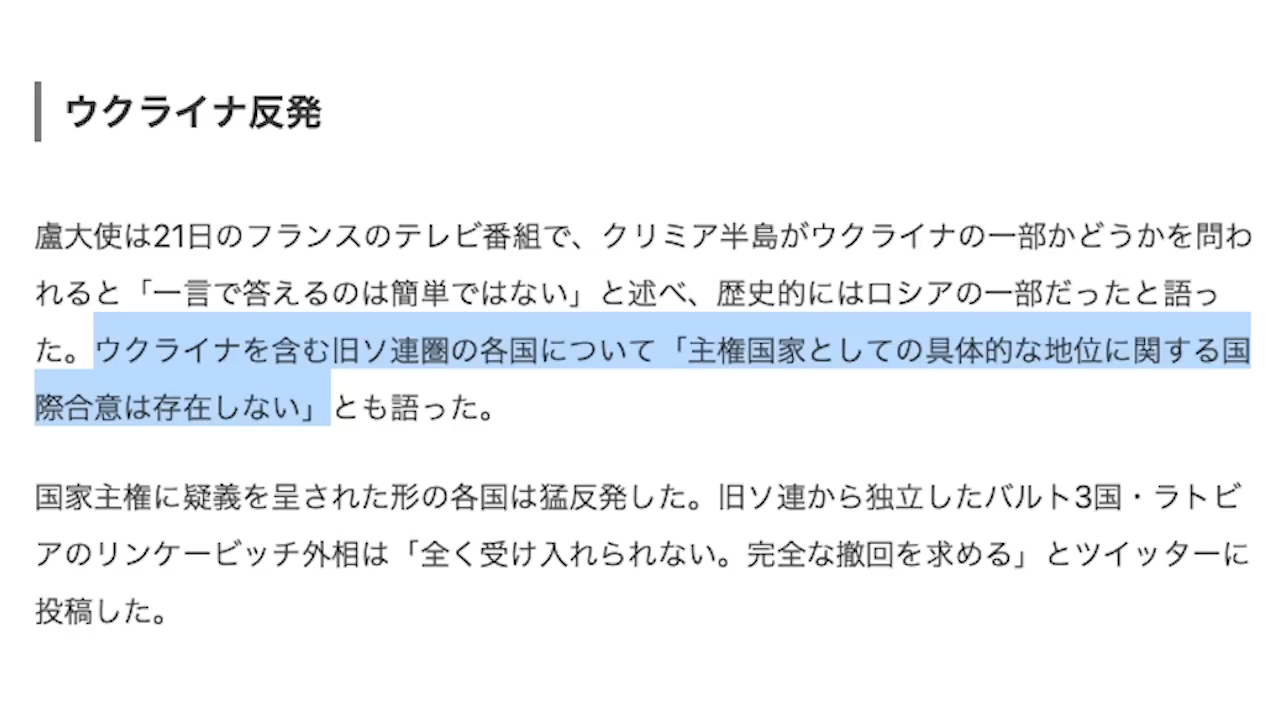 ウクライナ反発
盧大使は21日のフランスのテレビ番組で、クリミア半島がウクライナの一部かどうかを問わ
れると「一言で答えるのは簡単ではない」と述べ、歴史的にはロシアの一部だったと語っ
た。ウクライナを含む旧ソ連圏の各国について「主権国家としての具体的な地位に関する国
際合意は存在しない」とも語った。
国家主権に疑義を呈された形の各国は猛反発した。旧ソ連から独立したバルト3国・ラトビ
アのリンケービッチ外相は「全く受け入れられない。完全な撤回を求める」とツイッターに
投稿した。